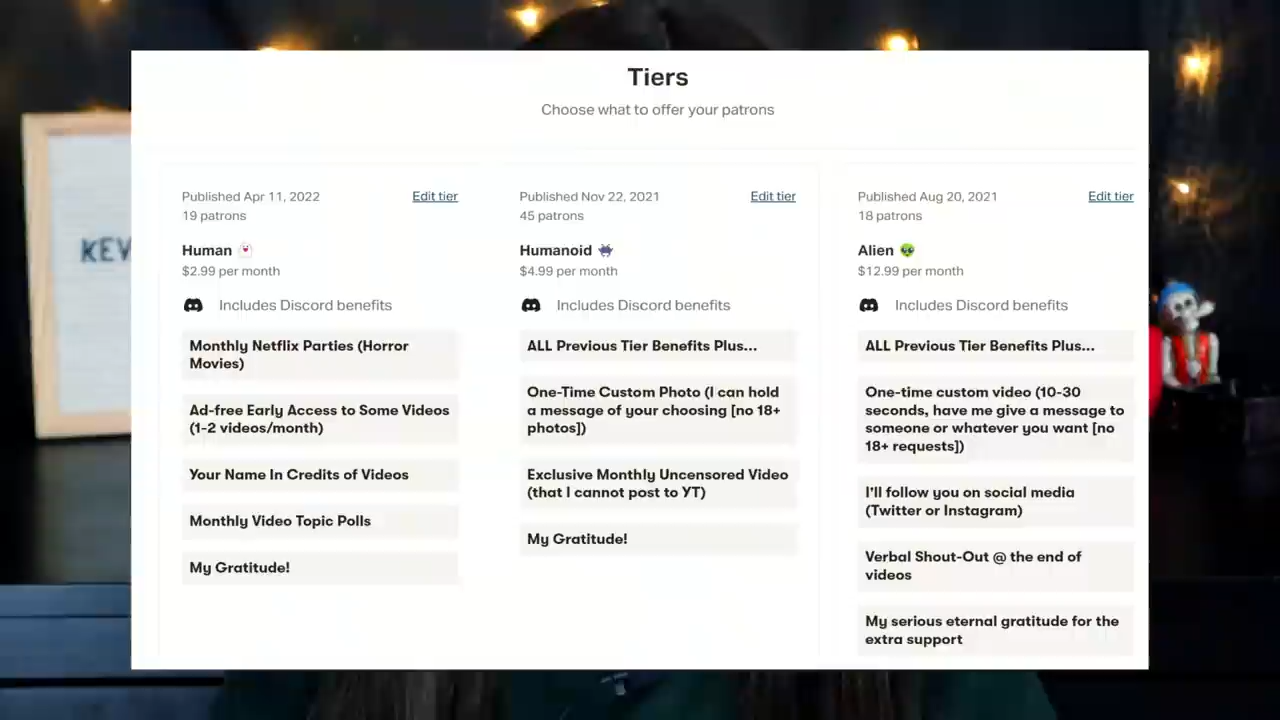 Tiers
Choose what to offer your patrons
Published Apr 11, 2022
Edit tier
19 patrons
Human
$2.99 per month
Includes Discord benefits
Monthly Netflix Parties (Horror
Movies)
Ad-free Early Access to Some Videos
(1-2 videos/month)
Your Name In Credits of Videos
Monthly Video Topic Polls
My Gratitude!
Published Nov 22, 2021
Edit tier
45 patrons
Humanoid
$4.99 per month
Includes Discord benefits
ALL Previous Tier Benefits Plus...
One-Time Custom Photo (I can hold
a message of your choosing [no 18+
photos])
Exclusive Monthly Uncensored Video
(that I cannot post to YT)
My Gratitude!
Published Aug 20, 2021
Edit tier
18 patrons
Alien
$12.99 per month
Includes Discord benefits
ALL Previous Tier Benefits Plus...
One-time custom video (10-30
seconds, have me give a message to
someone or whatever you want [no
18+ requests])
I'll follow you on social media
(Twitter or Instagram)
Verbal Shout-Out @ the end of
videos
My serious eternal gratitude for the
extra support
KEV